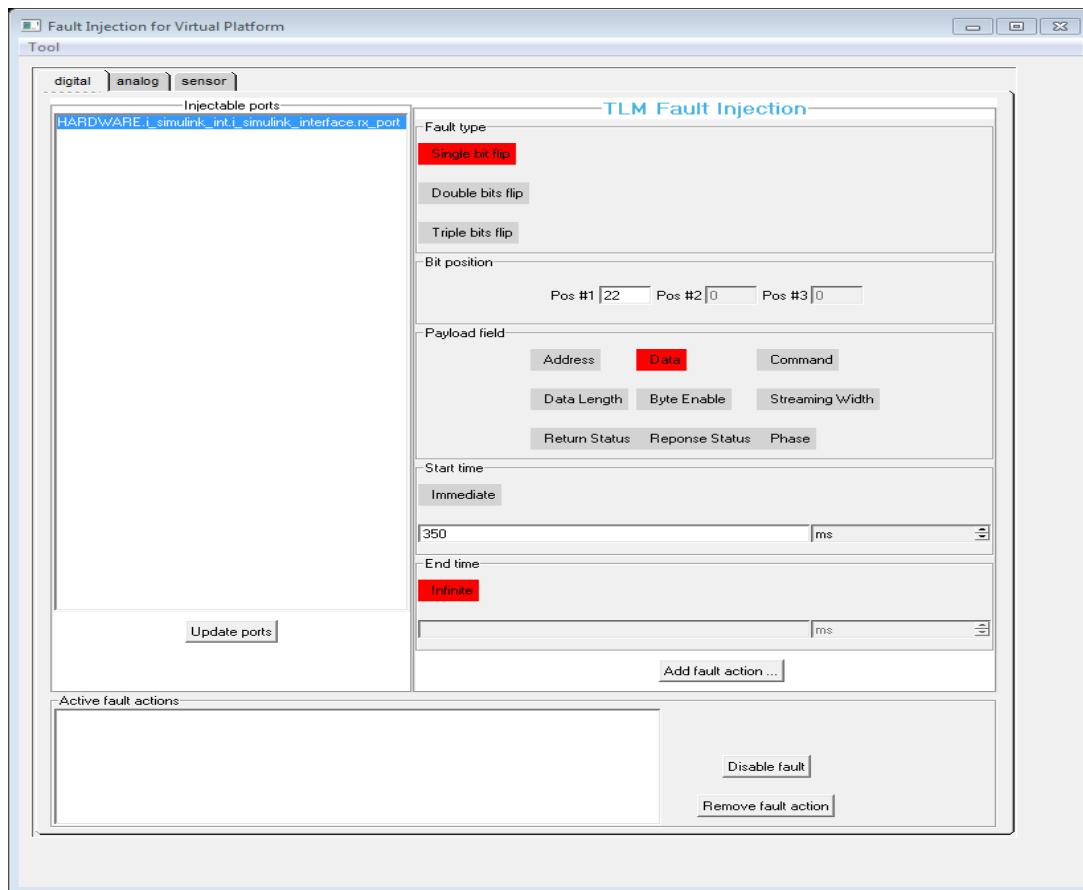 Fault Injection for Virtual Platform
Tool
digital analog sensor
Injectable ports
HARDWARE.i_simulink_int.i_simulink_interface.rx_port
Update ports
TLM Fault Injection
Fault type
Single bit flip
Double bits flip
Triple bits flip
Bit position
Pos #1 22 Pos #2 0 Pos #3 0
Payload field
Address Data Command
Data Length Byte Enable Streaming Width
Return Status Reponse Status Phase
Start time
Immediate
350 ms
End time
Infinite
ms
Add fault action ...
Active fault actions
Disable fault
Remove fault action